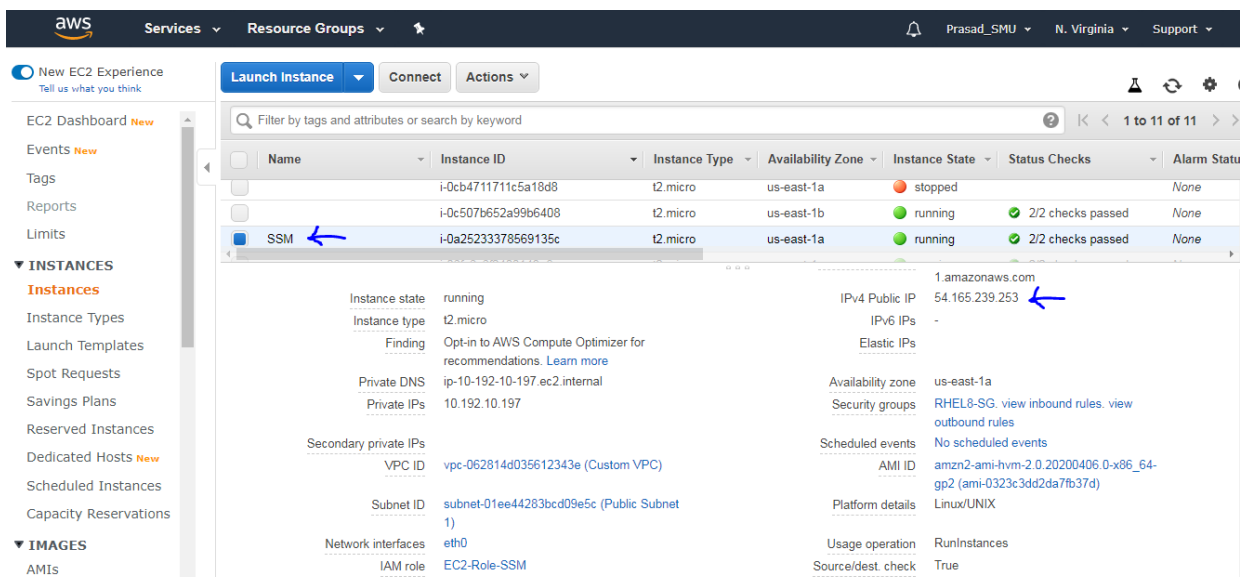 aws Services Resource Groups Prasad_SMU N. Virginia Support
New EC2 Experience
Tell us what you think
Launch Instance Connect Actions
EC2 Dashboard New
Events New
Tags
Reports
Limits
INSTANCES
Instances
Instance Types
Launch Templates
Spot Requests
Savings Plans
Reserved Instances
Dedicated Hosts New
Scheduled Instances
Capacity Reservations
IMAGES
AMIs
Filter by tags and attributes or search by keyword 1 to 11 of 11
Name Instance ID Instance Type Availability Zone Instance State Status Checks Alarm Statu
i-0cb4711711c5a18d8 t2.micro us-east-1a stopped None
i-0c507b652a99b6408 t2.micro us-east-1b running 2/2 checks passed None
SSM i-0a25233378569135c t2.micro us-east-1a running 2/2 checks passed None
1.amazonaws.com
Instance state running IPv4 Public IP 54.165.239.253
Instance type t2.micro IPv6 IPs -
Finding Opt-in to AWS Compute Optimizer for Elastic IPs
recommendations. Learn more
Private DNS ip-10-192-10-197.ec2.internal Availability zone us-east-1a
Private IPs 10.192.10.197 Security groups RHEL8-SG. view inbound rules. view
outbound rules
Secondary private IPs Scheduled events No scheduled events
VPC ID vpc-062814d035612343e (Custom VPC) AMI ID amzn2-ami-hvm-2.0.20200406.0-x86_64-
gp2 (ami-0323c3dd2da7fb37d)
Subnet ID subnet-01ee44283bcd09e5c (Public Subnet Platform details Linux/UNIX
1)
Network interfaces eth0 Usage operation RunInstances
IAM role EC2-Role-SSM Source/dest. check True